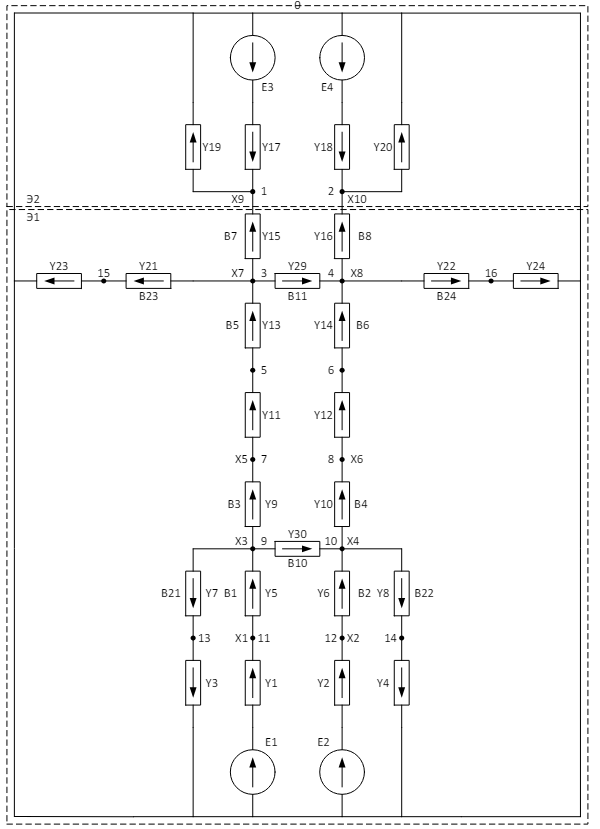 0
E3 E4
Y19 Y17 Y18 Y20
1 2
X9 X10
Э2
Э1
B7 Y15 Y16 B8
Y23 Y21 X7 3 Y29 4 X8 Y22 16 Y24
15 B23 B11 B24
B5 Y13 Y14 B6
5 6
Y11 Y12
X5 7 8 X6
B3 Y9 Y10 B4
Y30
X3 9 10 X4
B10
B21 Y7 B1 Y5 Y6 B2 Y8 B22
13 X1 11 12 X2 14
Y3 Y1 Y2 Y4
E1 E2